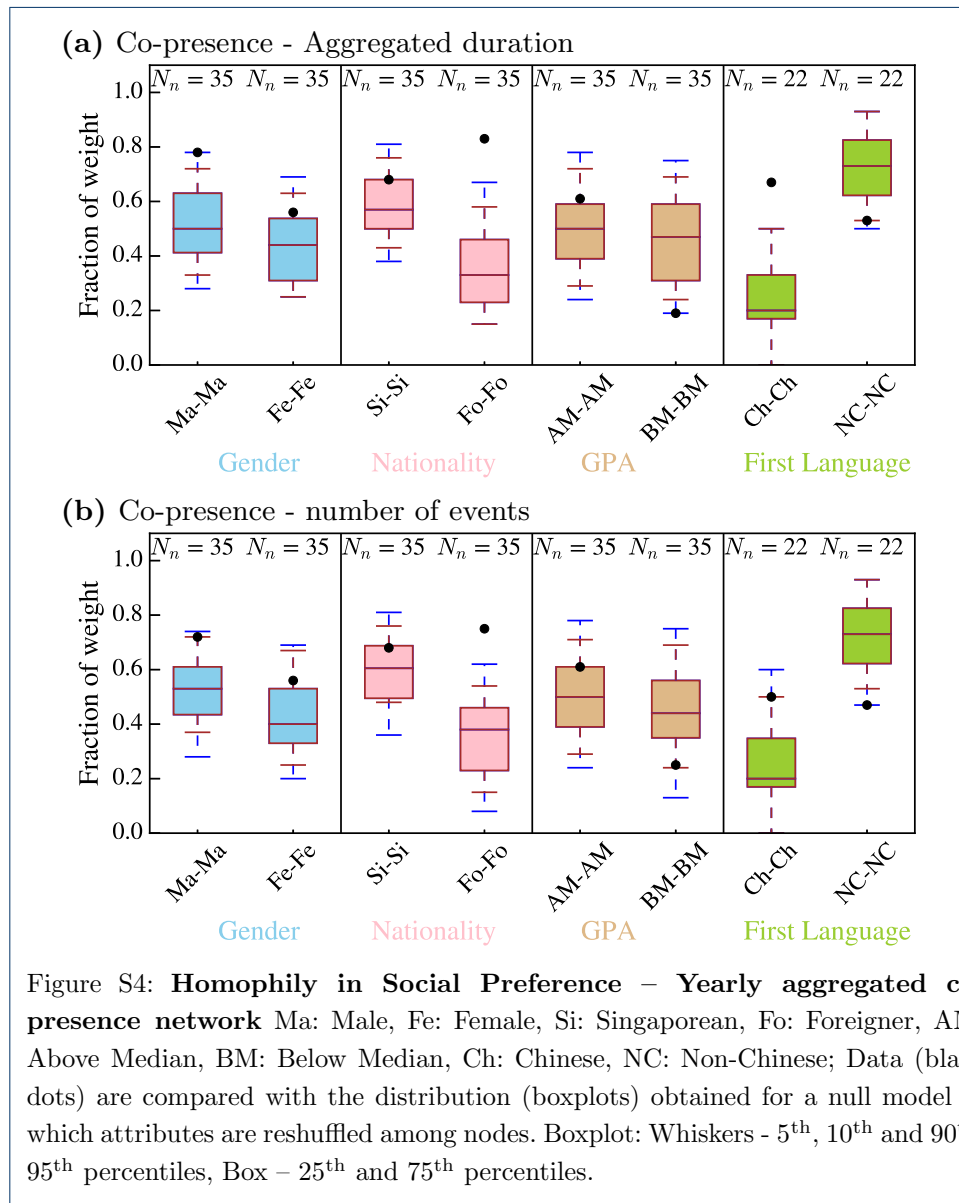 (a) Co-presence - Aggregated duration
N_n = 35 N_n = 35 N_n = 35 N_n = 35 N_n = 35 N_n = 35 N_n = 22 N_n = 22
1.0
0.8
0.6
0.4
0.2
0.0
Fraction of weight
Ma-Ma Fe-Fe Si-Si Fo-Fo AM-AM BM-BM Ch-Ch NC-NC
Gender Nationality GPA First Language
(b) Co-presence - number of events
N_n = 35 N_n = 35 N_n = 35 N_n = 35 N_n = 35 N_n = 35 N_n = 22 N_n = 22
1.0
0.8
0.6
0.4
0.2
0.0
Fraction of weight
Ma-Ma Fe-Fe Si-Si Fo-Fo AM-AM BM-BM Ch-Ch NC-NC
Gender Nationality GPA First Language
Figure S4: Homophily in Social Preference – Yearly aggregated c
presence network Ma: Male, Fe: Female, Si: Singaporean, Fo: Foreigner, AM
Above Median, BM: Below Median, Ch: Chinese, NC: Non-Chinese; Data (bla
dots) are compared with the distribution (boxplots) obtained for a null model
which attributes are reshuffled among nodes. Boxplot: Whiskers - 5th, 10th and 90
95th percentiles, Box – 25th and 75th percentiles.